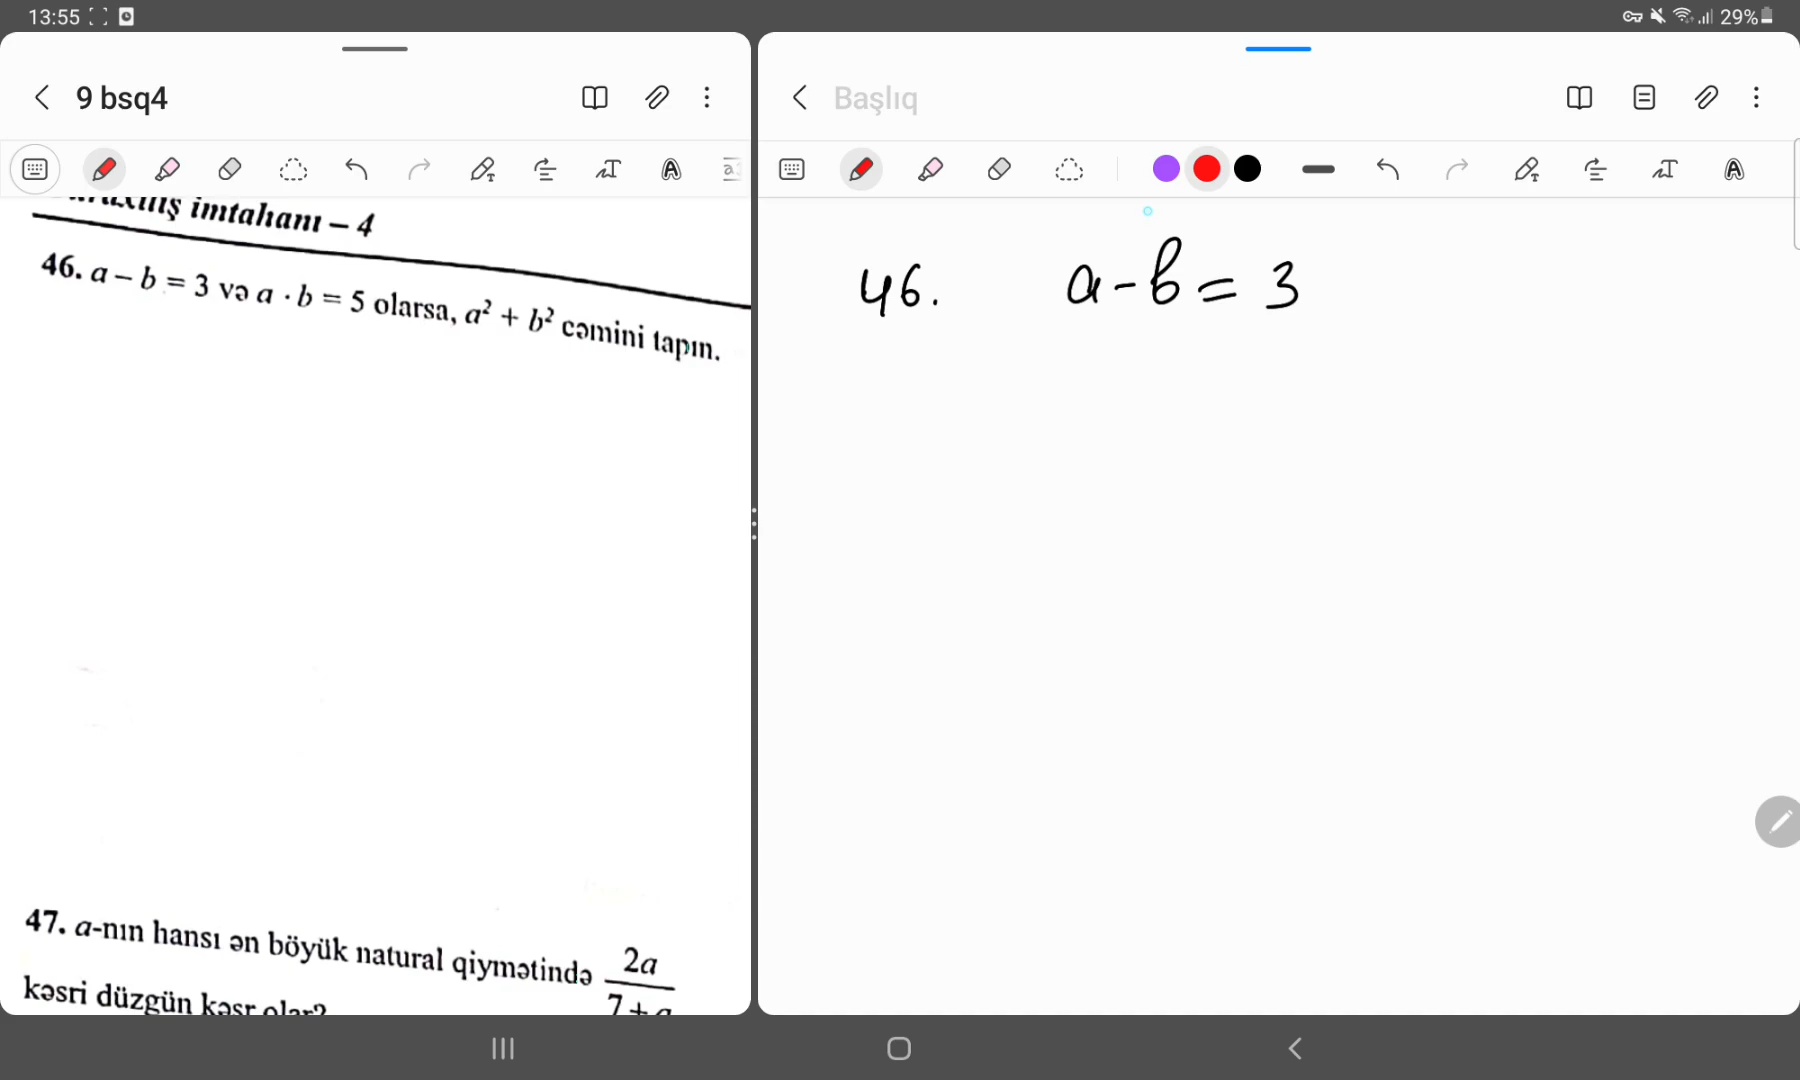 13:55
29%
9 bsq4
Başlıq
imtahanı – 4
46. a – b = 3 və a · b = 5 olarsa, a² + b² cəmini tapın.
46. a-b = 3
47. a-nın hansı ən böyük natural qiymətində 2a
7 + a
kəsri düzgün kəsr olar?